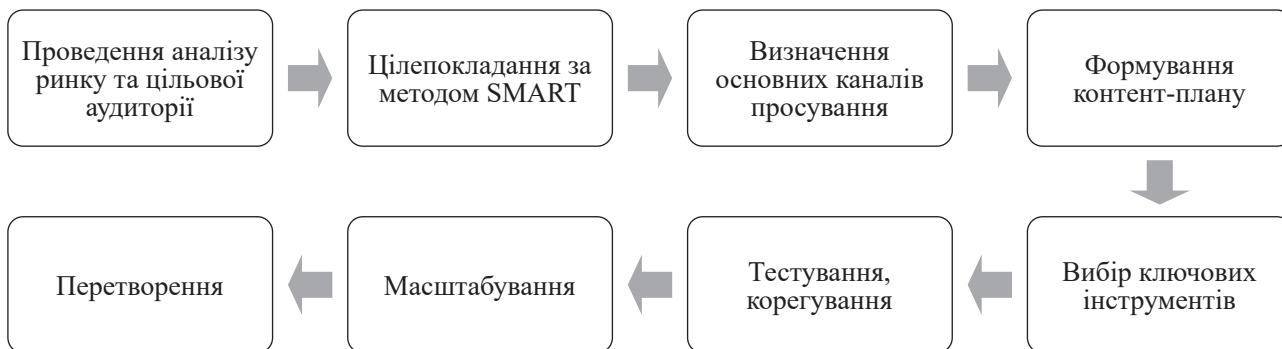 Проведення аналізу
ринку та цільової
аудиторії
Цілепокладання за
методом SMART
Визначення
основних каналів
просування
Формування
контент-плану
Вибір ключових
інструментів
Тестування,
корегування
Масштабування
Перетворення